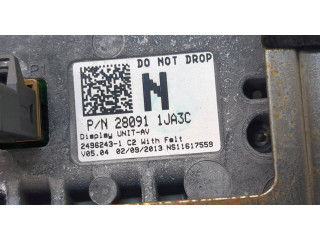 DO NOT DROP
N
P/N 28091 1JA3C
Display UNIT-AV
2496243-1 C2 With Felt
V05.04 02/09/2013 NS11617559
P1